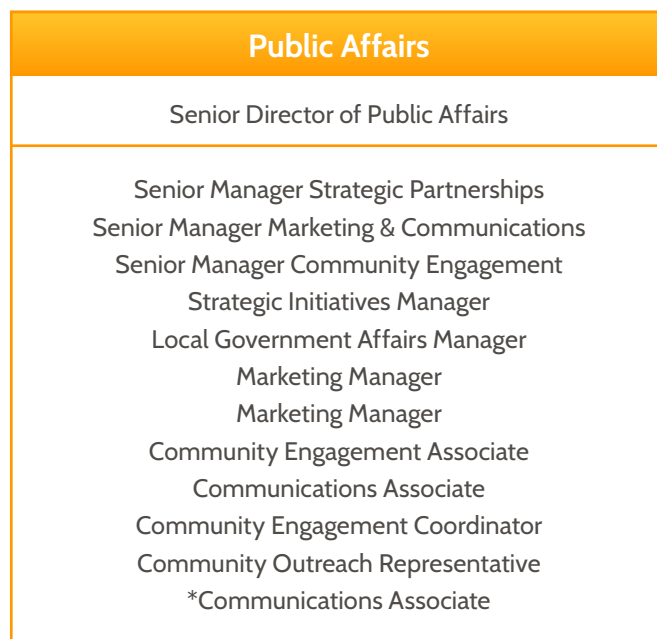 Public Affairs
Senior Director of Public Affairs
Senior Manager Strategic Partnerships
Senior Manager Marketing & Communications
Senior Manager Community Engagement
Strategic Initiatives Manager
Local Government Affairs Manager
Marketing Manager
Marketing Manager
Community Engagement Associate
Communications Associate
Community Engagement Coordinator
Community Outreach Representative
*Communications Associate